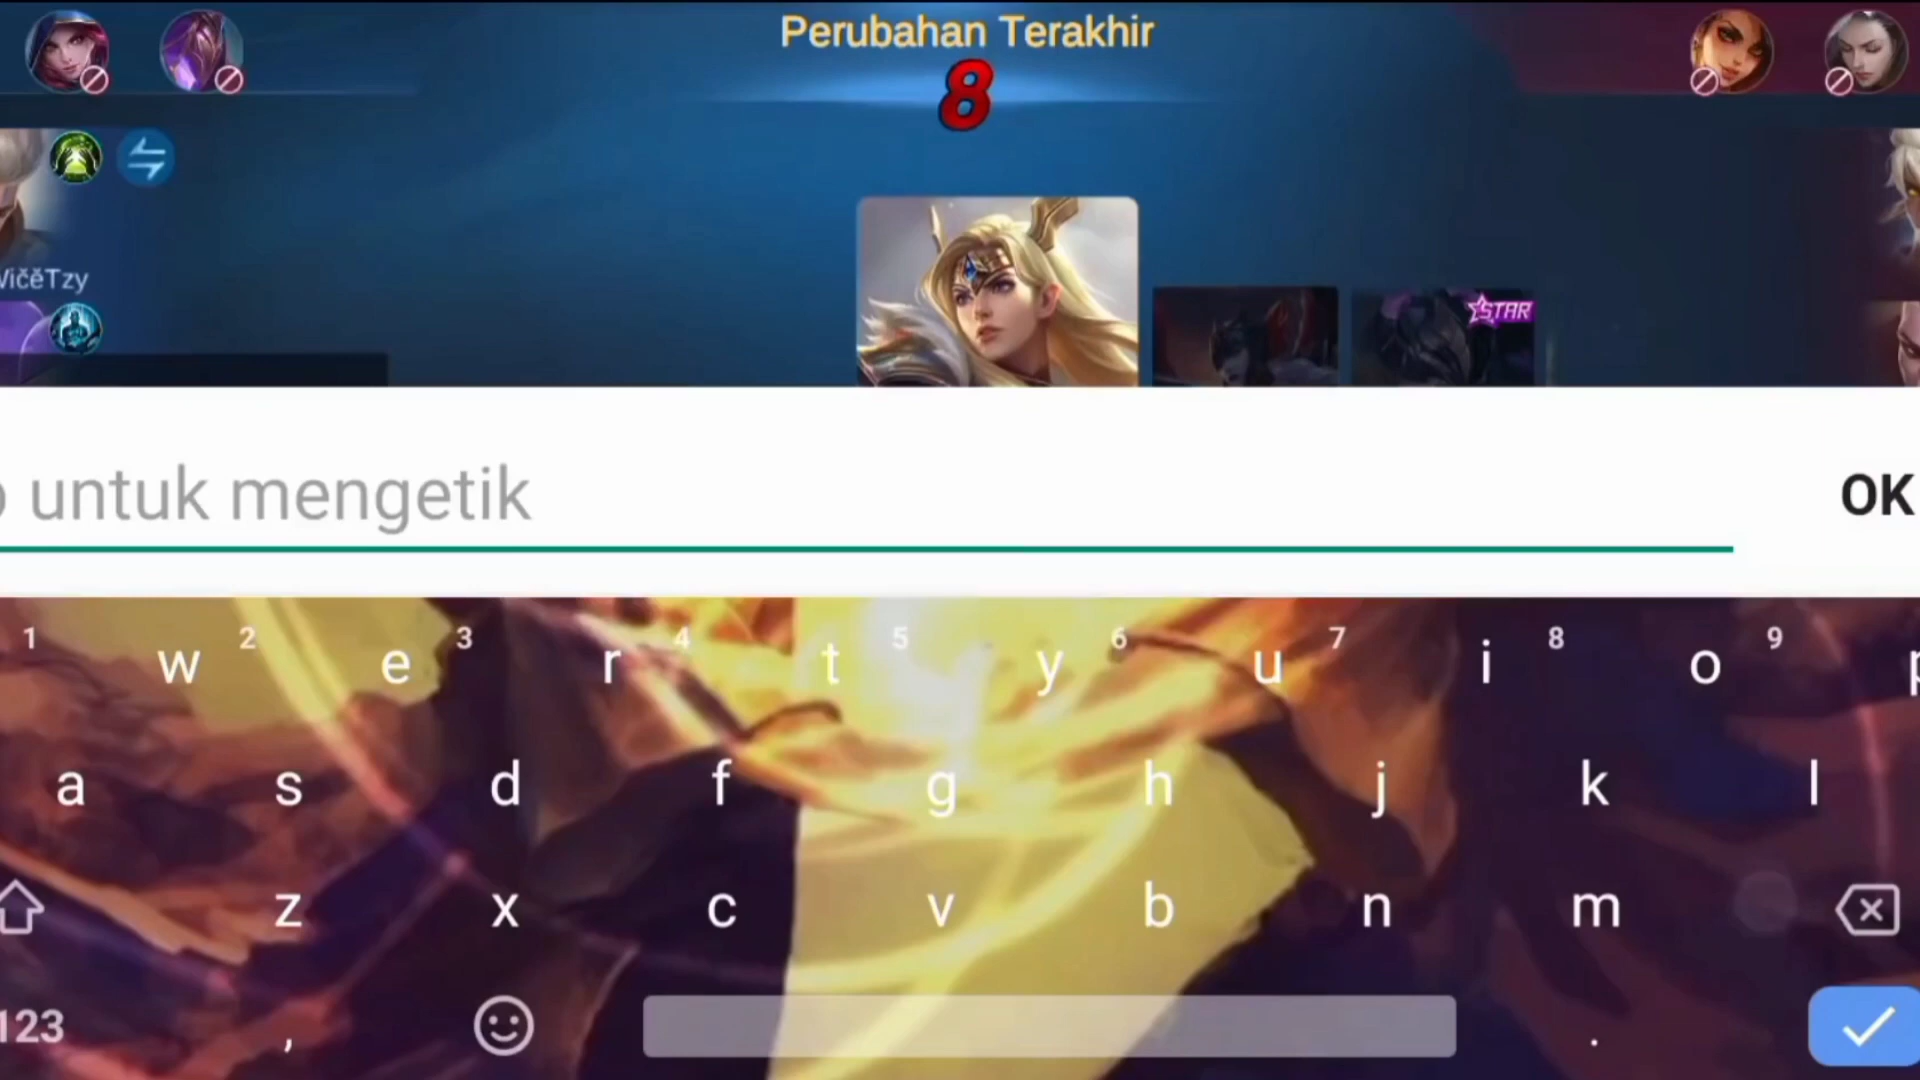 Perubahan Terakhir
8
VičěTzy
STAR
untuk mengetik
OK
1 2 3 4 5 6 7 8 9
w e r t y u i o p
a s d f g h j k l
z x c v b n m
123 , .